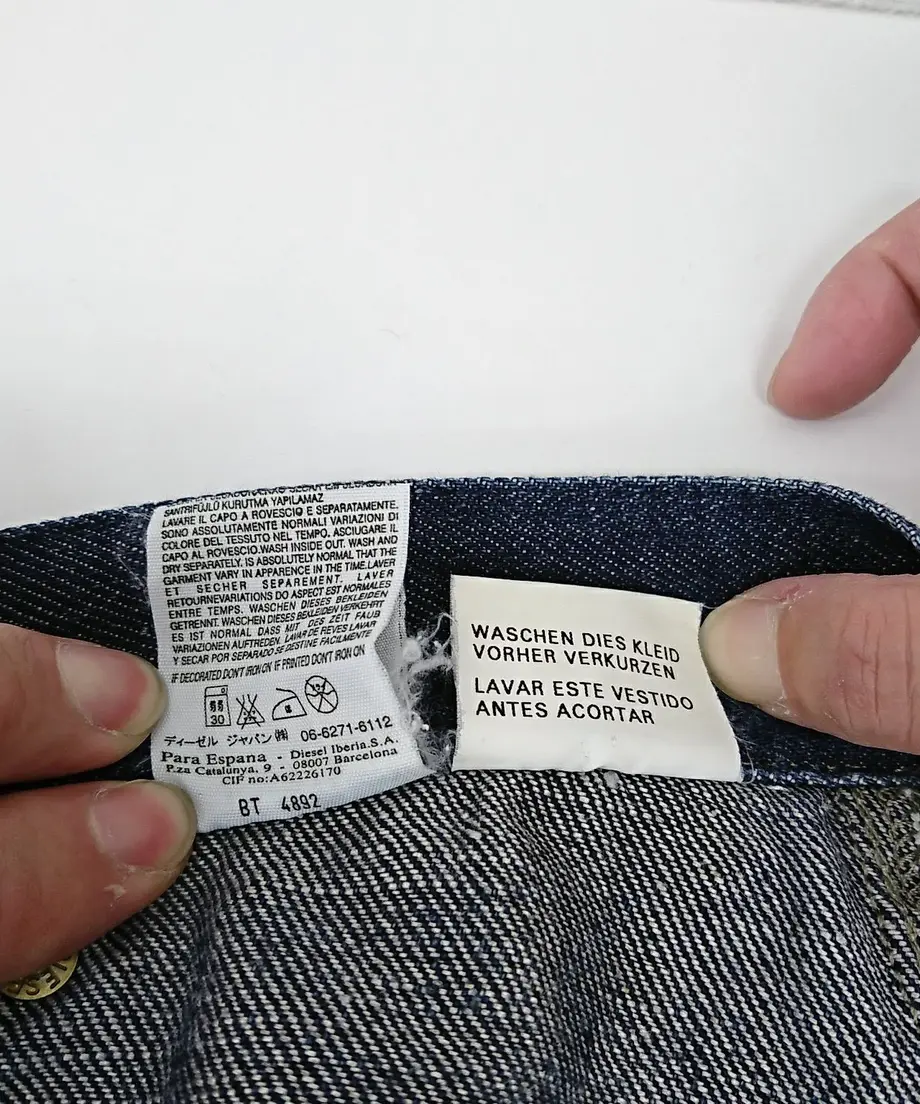 SANTRIFÜJLÜ KURUTMA YAPILAMAZ
LAVARE IL CAPO A ROVESCIO E SEPARATAMENTE.
SONO ASSOLUTAMENTE NORMALI VARIAZIONI DI
COLORE DEL TESSUTO NEL TEMPO. ASCIUGARE IL
CAPO AL ROVESCIO.WASH INSIDE OUT. WASH AND
DRY SEPARATELY. IS ABSOLUTELY NORMAL THAT THE
GARMENT VARY IN APPARENCE IN THE TIME.LAVER
ET SECHER SEPAREMENT. LAVER
RETOURNEVARIATIONS DO ASPECT EST NORMALES
ENTRE TEMPS. WASCHEN DIESES BEKLEIDEN
GETRENNT. WASCHEN DIESES BEKLEIDEN VERKEHRT
ES IST NORMAL DASS MIT DES ZEIT FAUB
VARIAZIONEN AUFTREDEN. LAVAR DE REVES LAVAR
Y SECAR POR SEPARADO SE DESTINE FACILMENTE
IF DECORATED DON'T IRON ON IF PRINTED DON'T IRON ON
30
ディーゼル ジャパン㈱ 06-6271-6112
Para Espana - Diesel Iberia.S.A
P.za Catalunya, 9 - 08007 Barcelona
CIF no:A62226170
BT 4892
WASCHEN DIES KLEID
VORHER VERKURZEN
LAVAR ESTE VESTIDO
ANTES ACORTAR